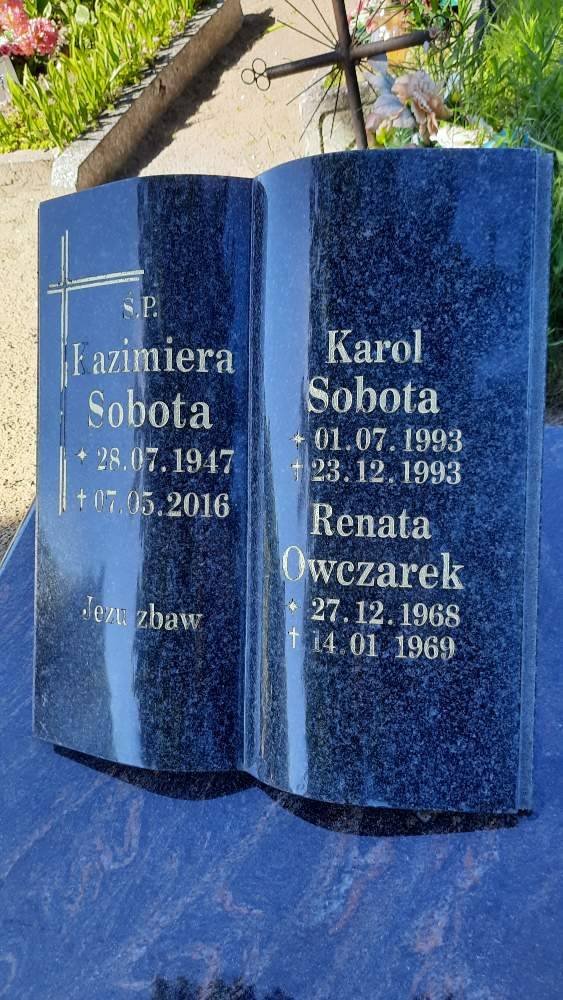 Ś.P.
Kazimiera
Sobota
* 28.07.1947
† 07.05.2016
Jezu zbaw
Karol
Sobota
* 01.07.1993
† 23.12.1993
Renata
Owczarek
* 27.12.1968
† 14.01 1969